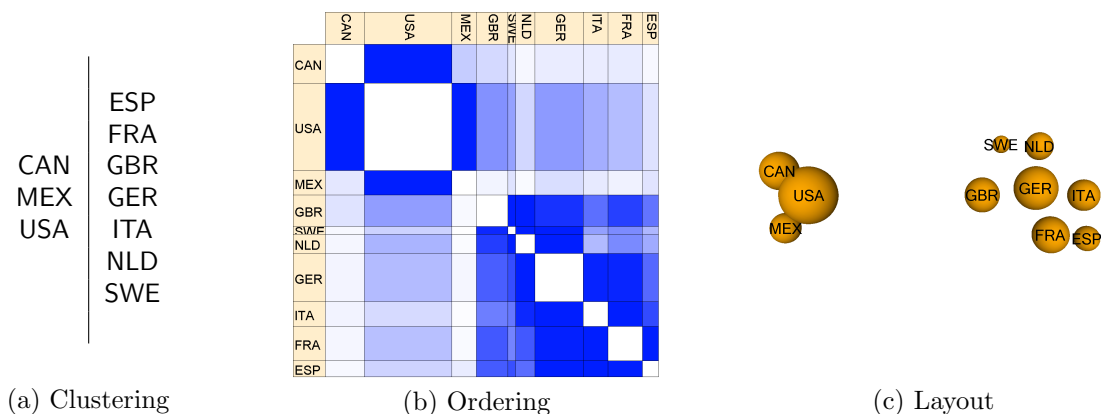 CAN
MEX
USA
ESP
FRA
GBR
GER
ITA
NLD
SWE
(a) Clustering
CAN USA MEX GBR SWE NLD GER ITA FRA ESP
CAN
USA
MEX
GBR
SWE
NLD
GER
ITA
FRA
ESP
(b) Ordering
SWE NLD
CAN
USA
GBR GER ITA
MEX
FRA ESP
(c) Layout